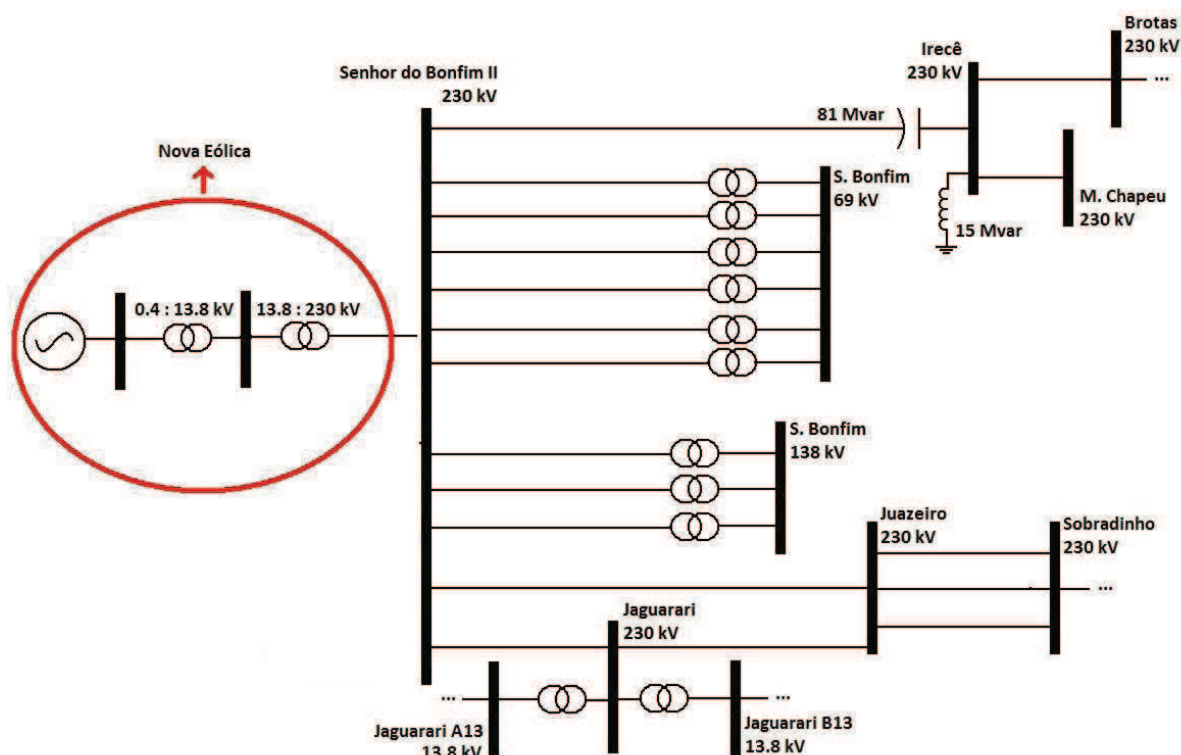 Brotas
230 kV
...
Irecê
230 kV
Senhor do Bonfim II
230 kV
81 Mvar
Nova Eólica
S. Bonfim
69 kV
M. Chapeu
230 kV
15 Mvar
0.4 : 13.8 kV
13.8 : 230 kV
S. Bonfim
138 kV
Juazeiro
230 kV
Sobradinho
230 kV
...
Jaguarari
230 kV
...
...
Jaguarari A13
13.8 kV
Jaguarari B13
13.8 kV